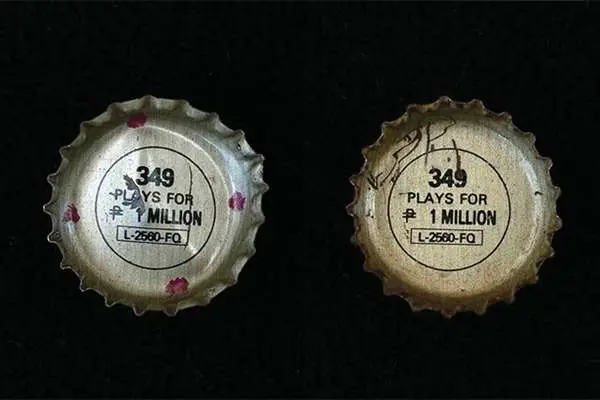 349
PLAYS FOR
₱ 1 MILLION
L-2560-FQ
349
PLAYS FOR
₱ 1 MILLION
L-2560-FQ